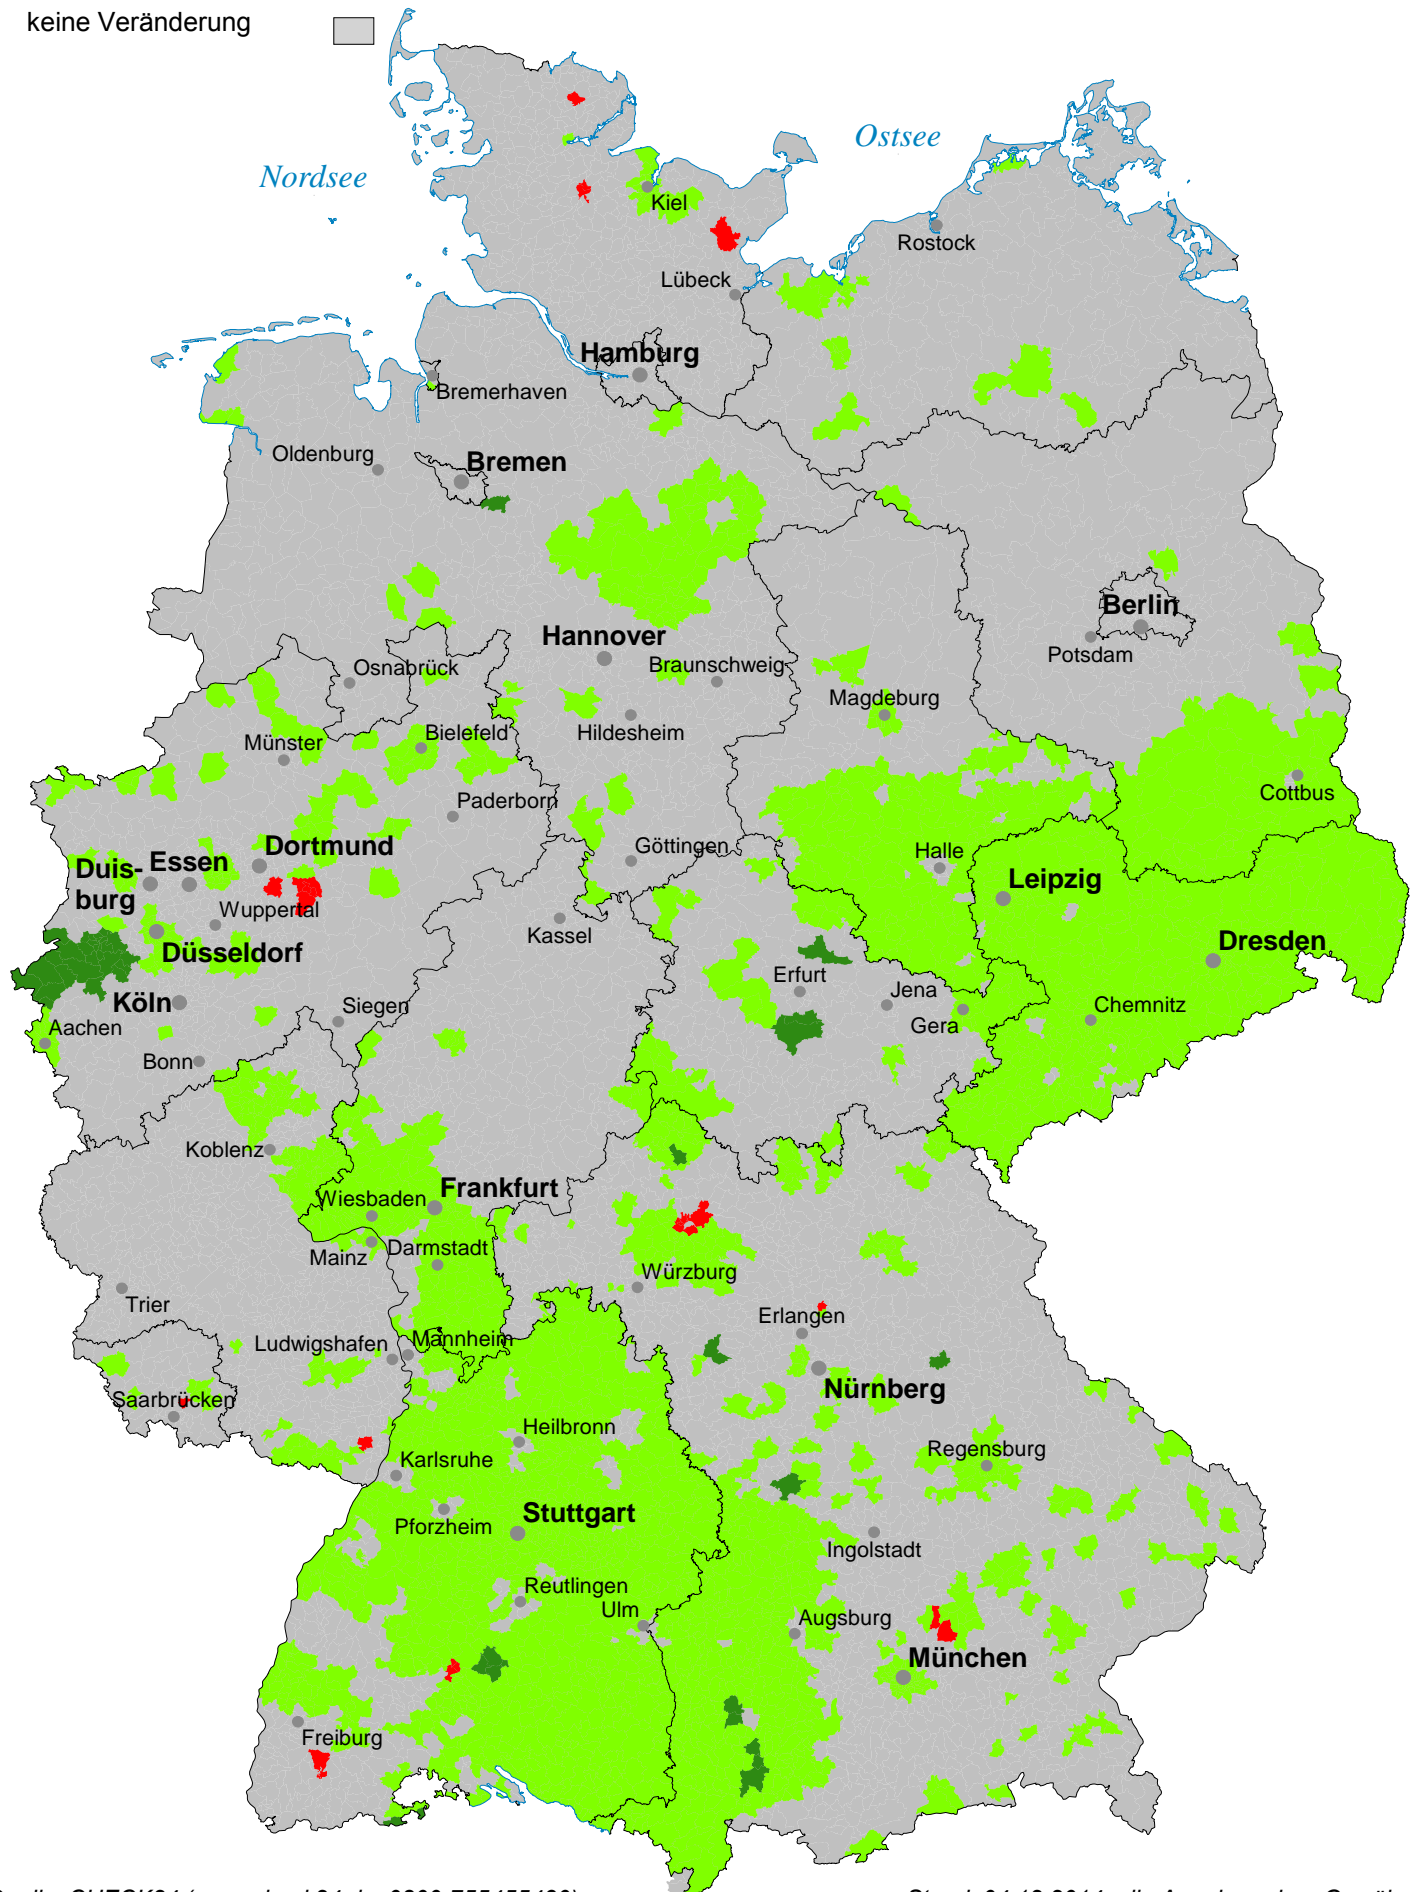 keine Veränderung
Ostsee
Nordsee
Kiel
Rostock
Lübeck
Hamburg
Bremerhaven
Oldenburg
Bremen
Berlin
Hannover
Potsdam
Osnabrück
Braunschweig
Magdeburg
Münster
Bielefeld
Hildesheim
Cottbus
Paderborn
Dortmund
Göttingen
Halle
Duis-
burg
Essen
Leipzig
Wuppertal
Kassel
Düsseldorf
Dresden
Erfurt
Jena
Köln
Siegen
Chemnitz
Aachen
Gera
Bonn
Koblenz
Wiesbaden
Frankfurt
Mainz
Darmstadt
Würzburg
Trier
Erlangen
Ludwigshafen
Mannheim
Nürnberg
Saarbrücken
Heilbronn
Regensburg
Karlsruhe
Pforzheim
Stuttgart
Ingolstadt
Reutlingen
Ulm
Augsburg
München
Freiburg